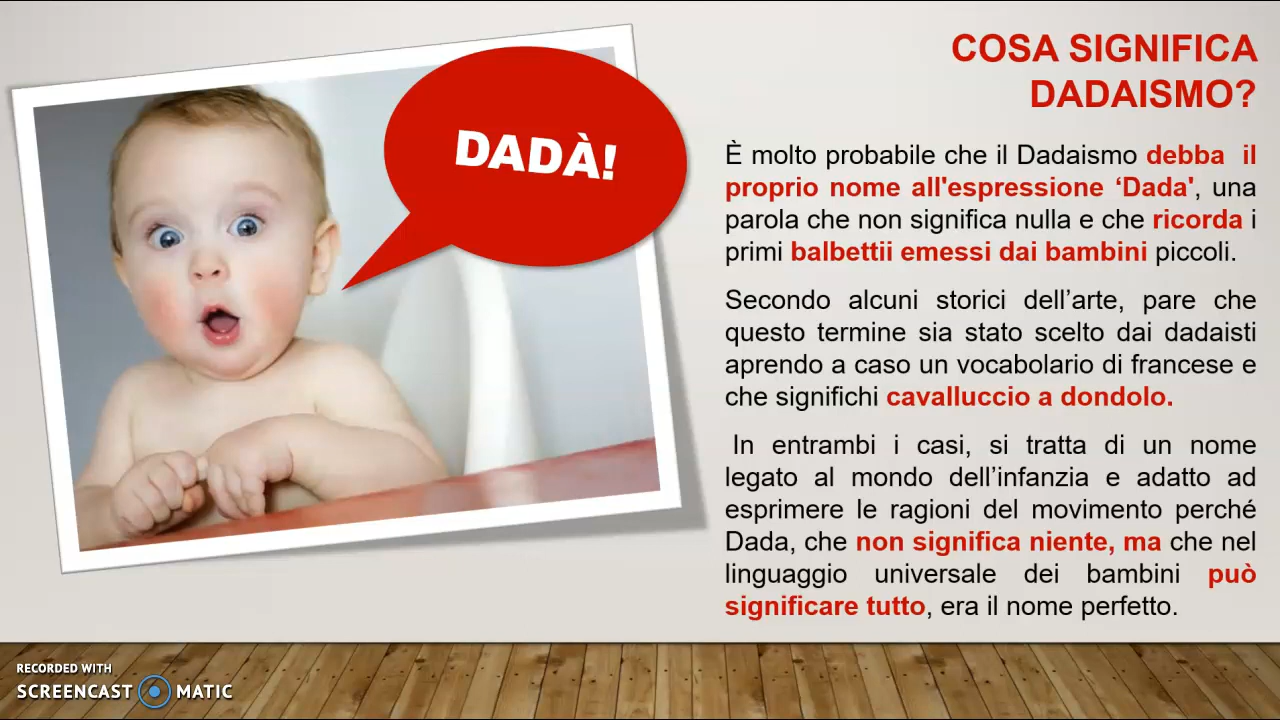 COSA SIGNIFICA
DADAISMO?
DADÀ!
È molto probabile che il Dadaismo debba il
proprio nome all'espressione ‘Dada', una
parola che non significa nulla e che ricorda i
primi balbettii emessi dai bambini piccoli.
Secondo alcuni storici dell’arte, pare che
questo termine sia stato scelto dai dadaisti
aprendo a caso un vocabolario di francese e
che significhi cavalluccio a dondolo.
In entrambi i casi, si tratta di un nome
legato al mondo dell’infanzia e adatto ad
esprimere le ragioni del movimento perché
Dada, che non significa niente, ma che nel
linguaggio universale dei bambini può
significare tutto, era il nome perfetto.
RECORDED WITH
SCREENCAST MATIC